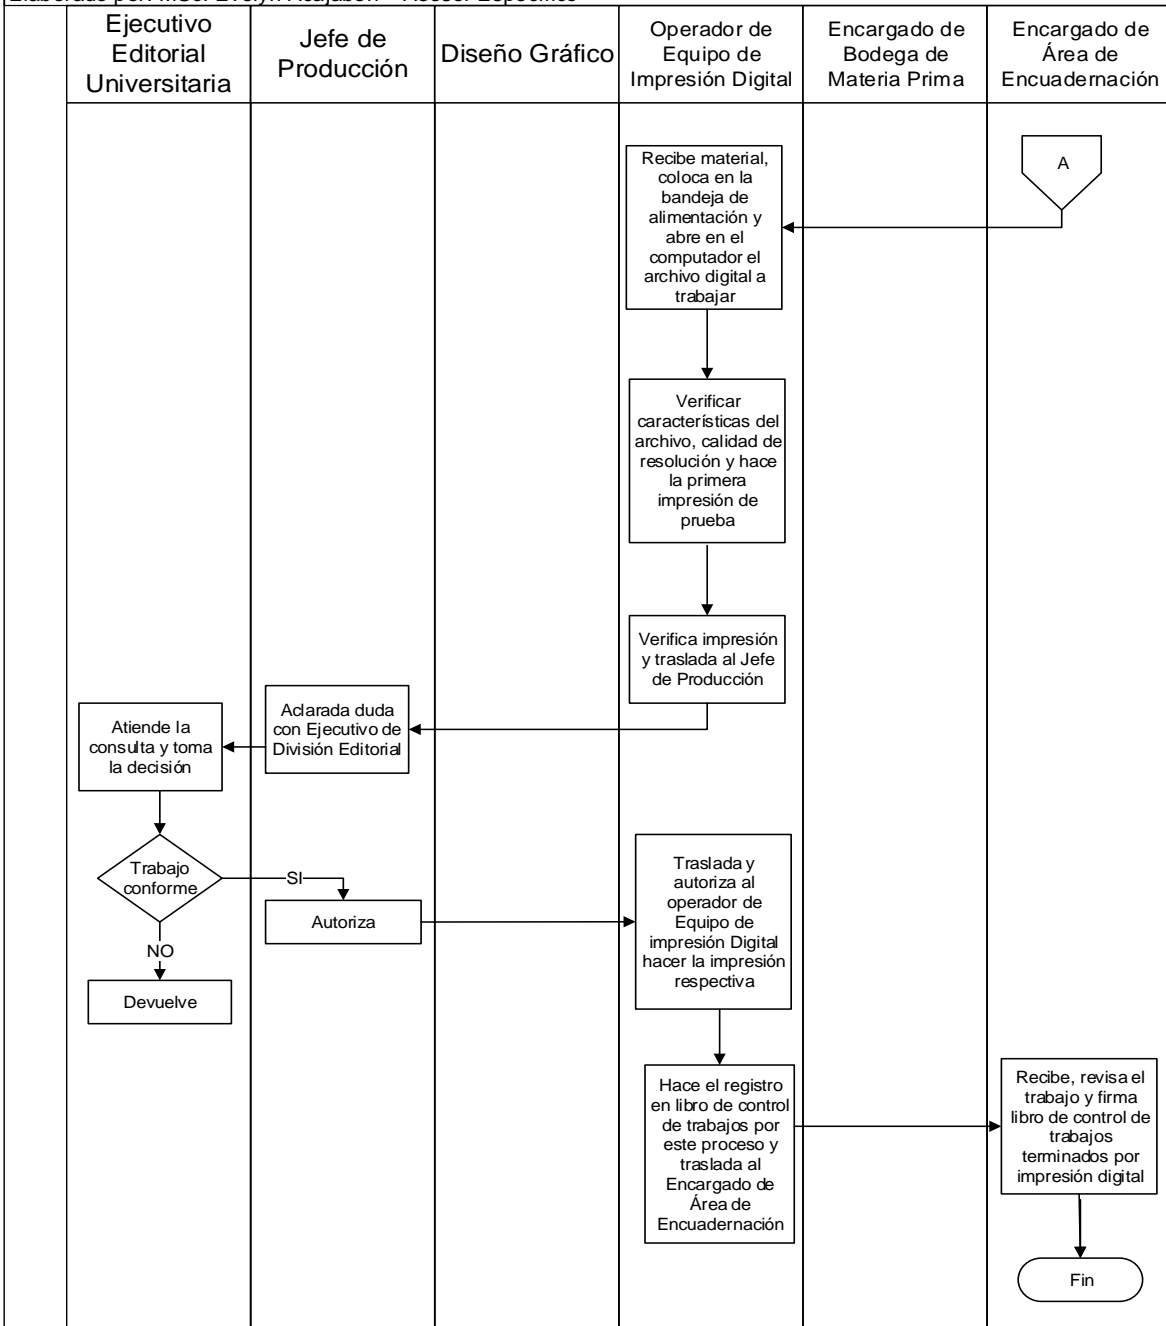 Ejecutivo
Editorial
Universitaria
Jefe de
Producción
Diseño Gráfico
Operador de
Equipo de
Impresión Digital
Encargado de
Bodega de
Materia Prima
Encargado de
Área de
Encuadernación
A
Recibe material,
coloca en la
bandeja de
alimentación y
abre en el
computador el
archivo digital a
trabajar
Verificar
características del
archivo, calidad de
resolución y hace
la primera
impresión de
prueba
Verifica impresión
y traslada al Jefe
de Producción
Aclarada duda
con Ejecutivo de
División Editorial
Atiende la
consulta y toma
la decisión
Trabajo
conforme
SI
Autoriza
NO
Devuelve
Traslada y
autoriza al
operador de
Equipo de
impresión Digital
hacer la impresión
respectiva
Hace el registro
en libro de control
de trabajos por
este proceso y
traslada al
Encargado de
Área de
Encuadernación
Recibe, revisa el
trabajo y firma
libro de control de
trabajos
terminados por
impresión digital
Fin